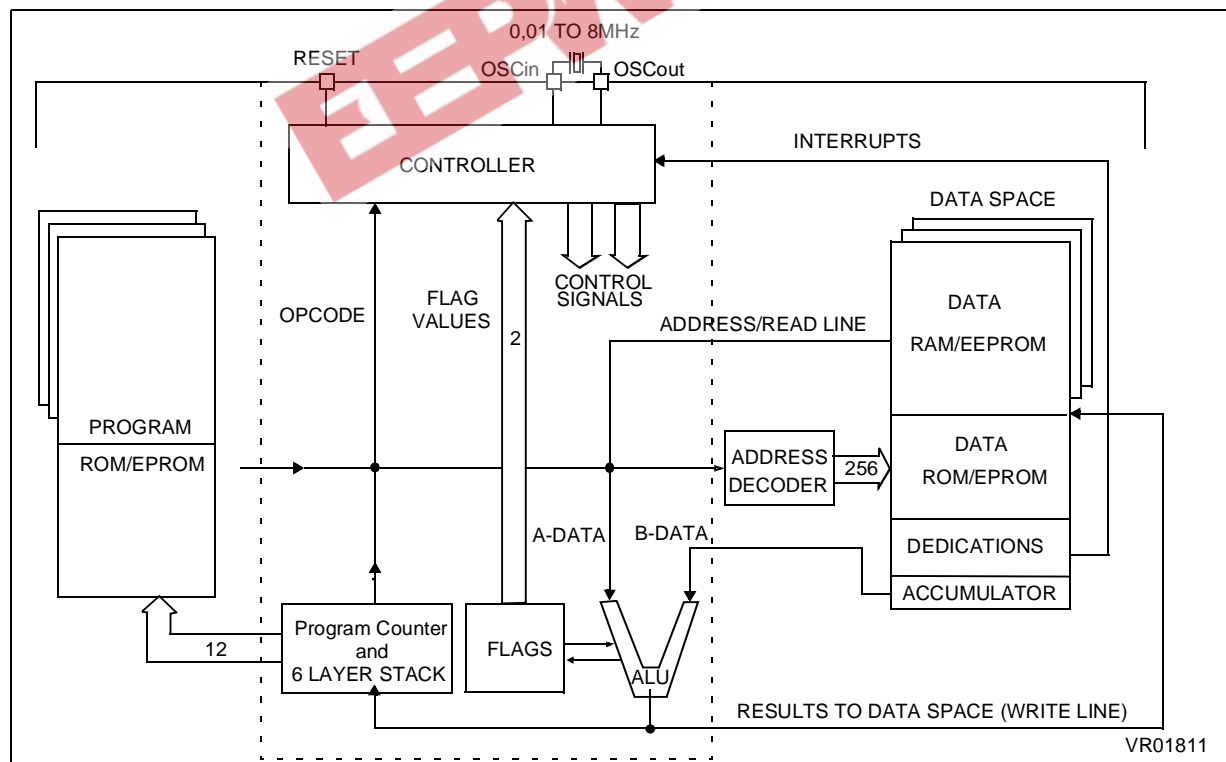 0,01 TO 8MHz
RESET
OSCin
OSCout
CONTROLLER
INTERRUPTS
DATA SPACE
OPCODE
FLAG
VALUES
2
CONTROL
SIGNALS
ADDRESS/READ LINE
DATA
RAM/EEPROM
PROGRAM
ROM/EPROM
ADDRESS
DECODER
256
DATA
ROM/EPROM
A-DATA
B-DATA
DEDICATIONS
ACCUMULATOR
12
Program Counter
and
6 LAYER STACK
FLAGS
ALU
RESULTS TO DATA SPACE (WRITE LINE)
VR01811